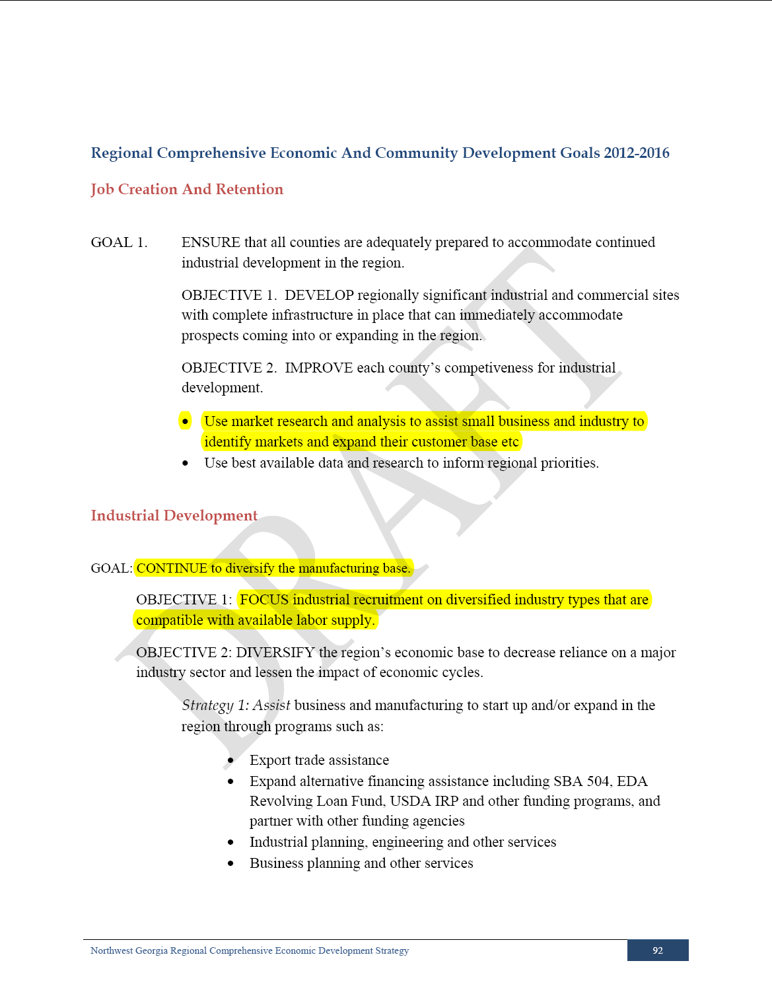 Regional Comprehensive Economic And Community Development Goals 2012-2016
Job Creation And Retention
GOAL 1. ENSURE that all counties are adequately prepared to accommodate continued
industrial development in the region.
OBJECTIVE 1. DEVELOP regionally significant industrial and commercial sites
with complete infrastructure in place that can immediately accommodate
prospects coming into or expanding in the region.
OBJECTIVE 2. IMPROVE each county’s competiveness for industrial
development.
• Use market research and analysis to assist small business and industry to
identify markets and expand their customer base etc
• Use best available data and research to inform regional priorities.
Industrial Development
GOAL: CONTINUE to diversify the manufacturing base.
OBJECTIVE 1: FOCUS industrial recruitment on diversified industry types that are
compatible with available labor supply.
OBJECTIVE 2: DIVERSIFY the region’s economic base to decrease reliance on a major
industry sector and lessen the impact of economic cycles.
Strategy 1: Assist business and manufacturing to start up and/or expand in the
region through programs such as:
• Export trade assistance
• Expand alternative financing assistance including SBA 504, EDA
Revolving Loan Fund, USDA IRP and other funding programs, and
partner with other funding agencies
• Industrial planning, engineering and other services
• Business planning and other services
DRAFT
Northwest Georgia Regional Comprehensive Economic Development Strategy 92